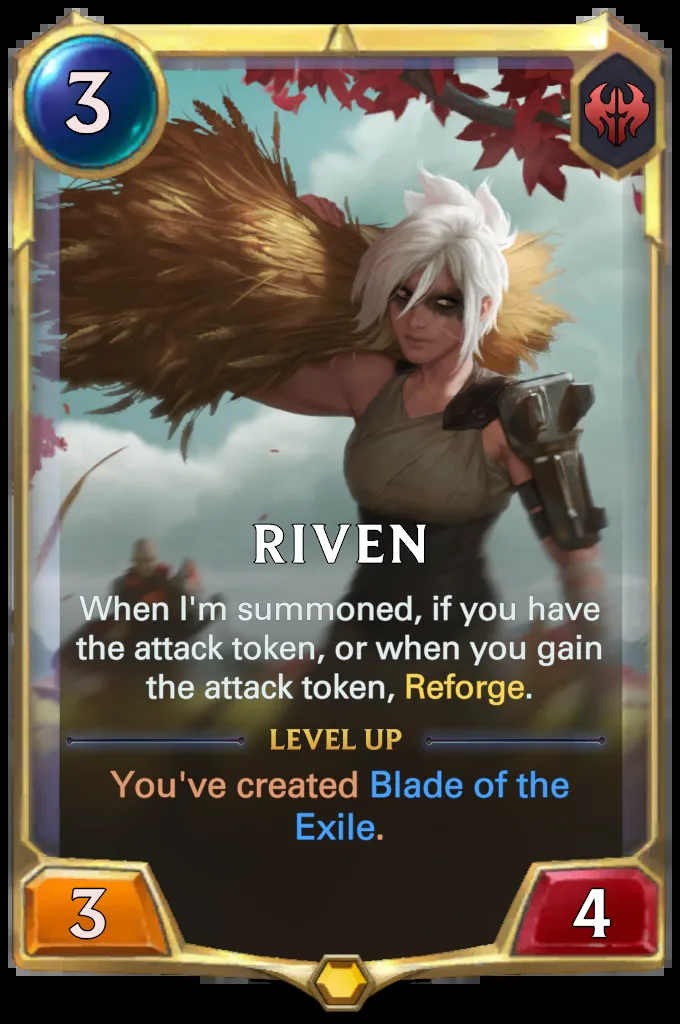 3
RIVEN
When I'm summoned, if you have
the attack token, or when you gain
the attack token, Reforge.
LEVEL UP
You've created Blade of the
Exile.
3
4